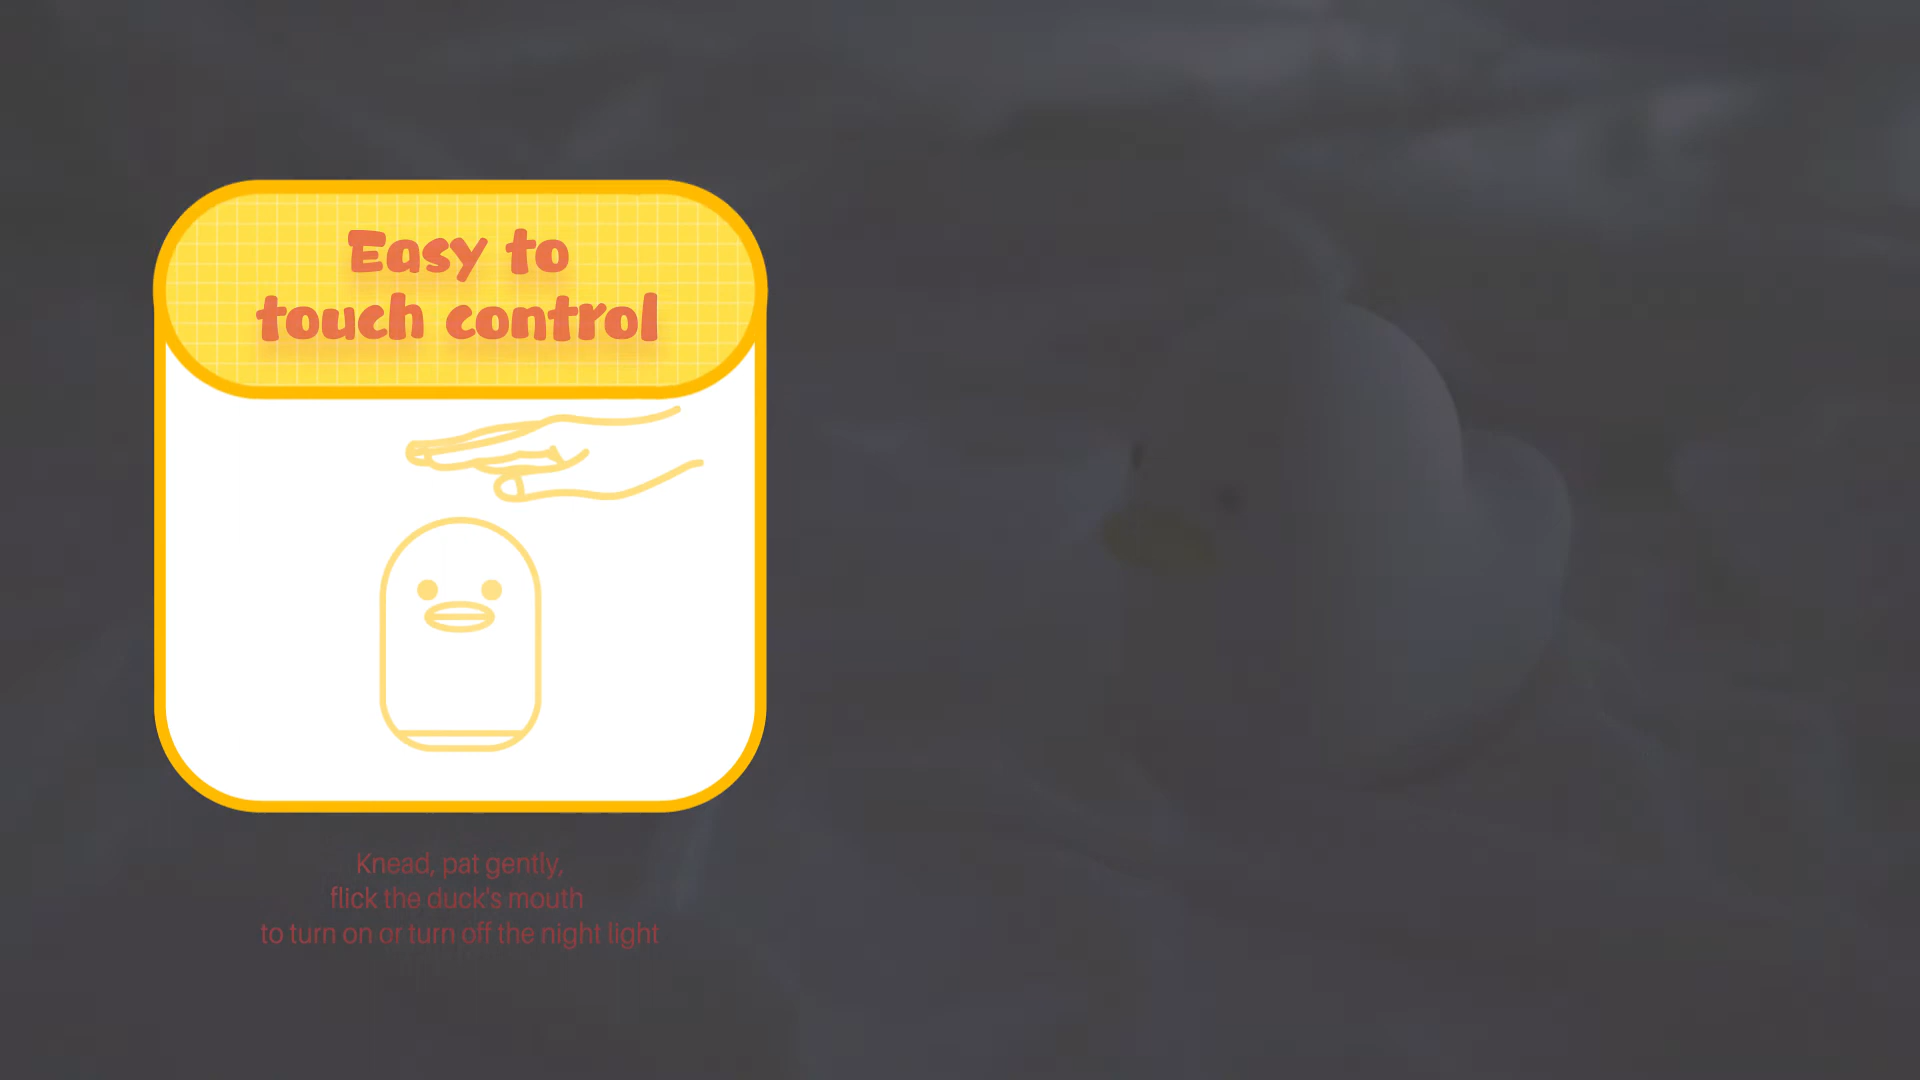 Easy to
touch control
Knead, pat gently,
flick the duck's mouth
to turn on or turn off the night light